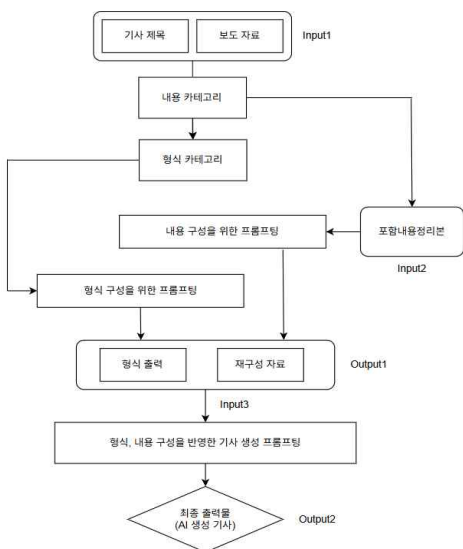 기사 제목
보도 자료
Input1
내용 카테고리
형식 카테고리
내용 구성을 위한 프롬프팅
포함내용정리본
Input2
형식 구성을 위한 프롬프팅
형식 출력
재구성 자료
Output1
Input3
형식, 내용 구성을 반영한 기사 생성 프롬프팅
최종 출력물
(AI 생성 기사)
Output2